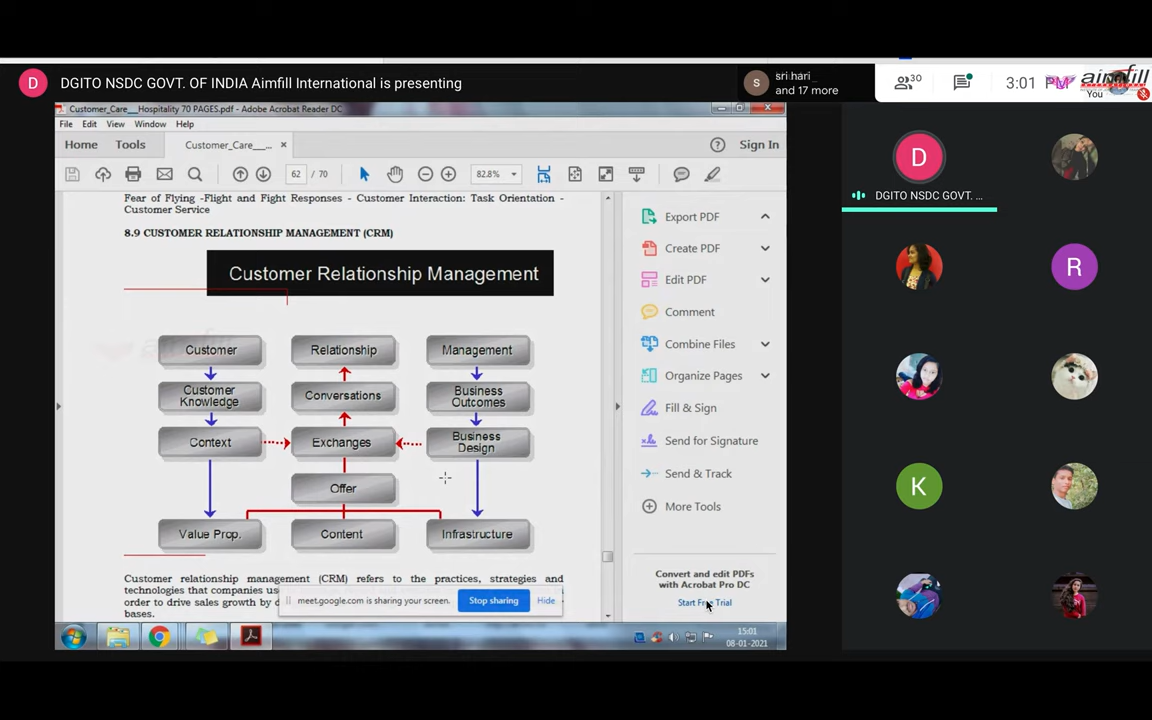 DGITO NSDC GOVT. OF INDIA Aimfill International is presenting
sri.hari_
and 17 more
30
3:01 PM
aimfill
You
Customer_Care___Hospitality 70 PAGES.pdf - Adobe Acrobat Reader DC
File Edit View Window Help
Home Tools Customer_Care___... × Sign In
62 / 70 82.8%
Fear of Flying -Flight and Fight Responses - Customer Interaction: Task Orientation -
Customer Service
8.9 CUSTOMER RELATIONSHIP MANAGEMENT (CRM)
Customer Relationship Management
Customer Relationship Management
Customer Conversations Business
Knowledge Outcomes
Context Exchanges Business
Design
Offer
Value Prop. Content Infrastructure
Customer relationship management (CRM) refers to the practices, strategies and
technologies that companies us
order to drive sales growth by d
bases.
meet.google.com is sharing your screen. Stop sharing Hide
Export PDF
Create PDF
Edit PDF
Comment
Combine Files
Organize Pages
Fill & Sign
Send for Signature
Send & Track
More Tools
Convert and edit PDFs
with Acrobat Pro DC
Start Free Trial
15:01
08-01-2021
D
S
D
DGITO NSDC GOVT. ...
R
K